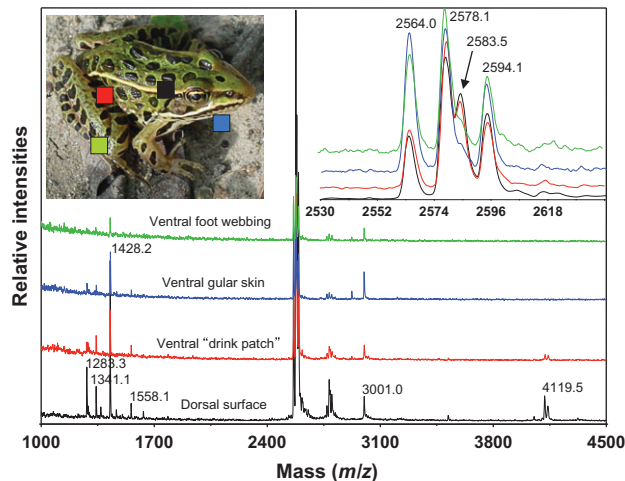 2564.0
2578.1
2583.5
2594.1
2530 2552 2574 2596 2618
Relative intensities
Ventral foot webbing
1428.2
Ventral gular skin
Ventral “drink patch”
1283.3
1341.1
1558.1
Dorsal surface
3001.0
4119.5
1000 1700 2400 3100 3800 4500
Mass (m/z)